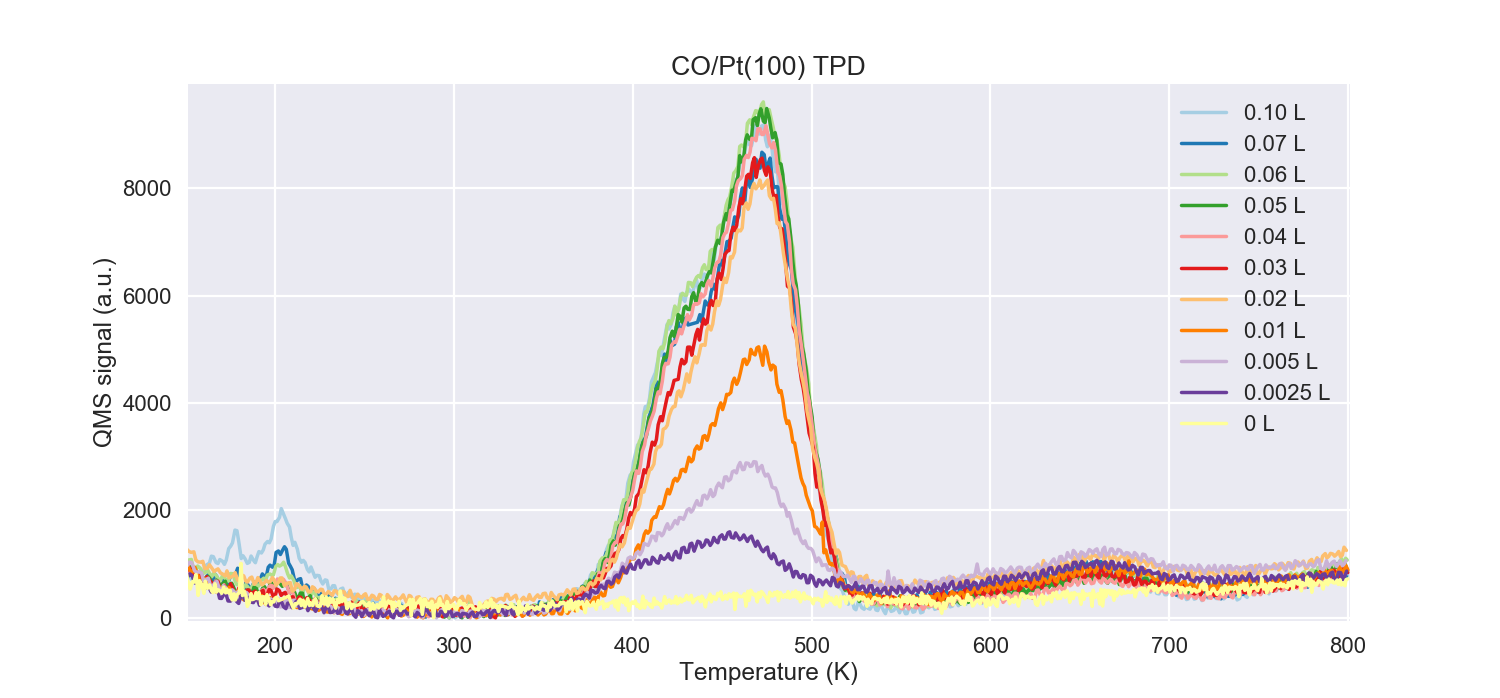 CO/Pt(100) TPD
QMS signal (a.u.)
8000
6000
4000
2000
0
0.10 L
0.07 L
0.06 L
0.05 L
0.04 L
0.03 L
0.02 L
0.01 L
0.005 L
0.0025 L
0 L
200 300 400 500 600 700 800
Temperature (K)